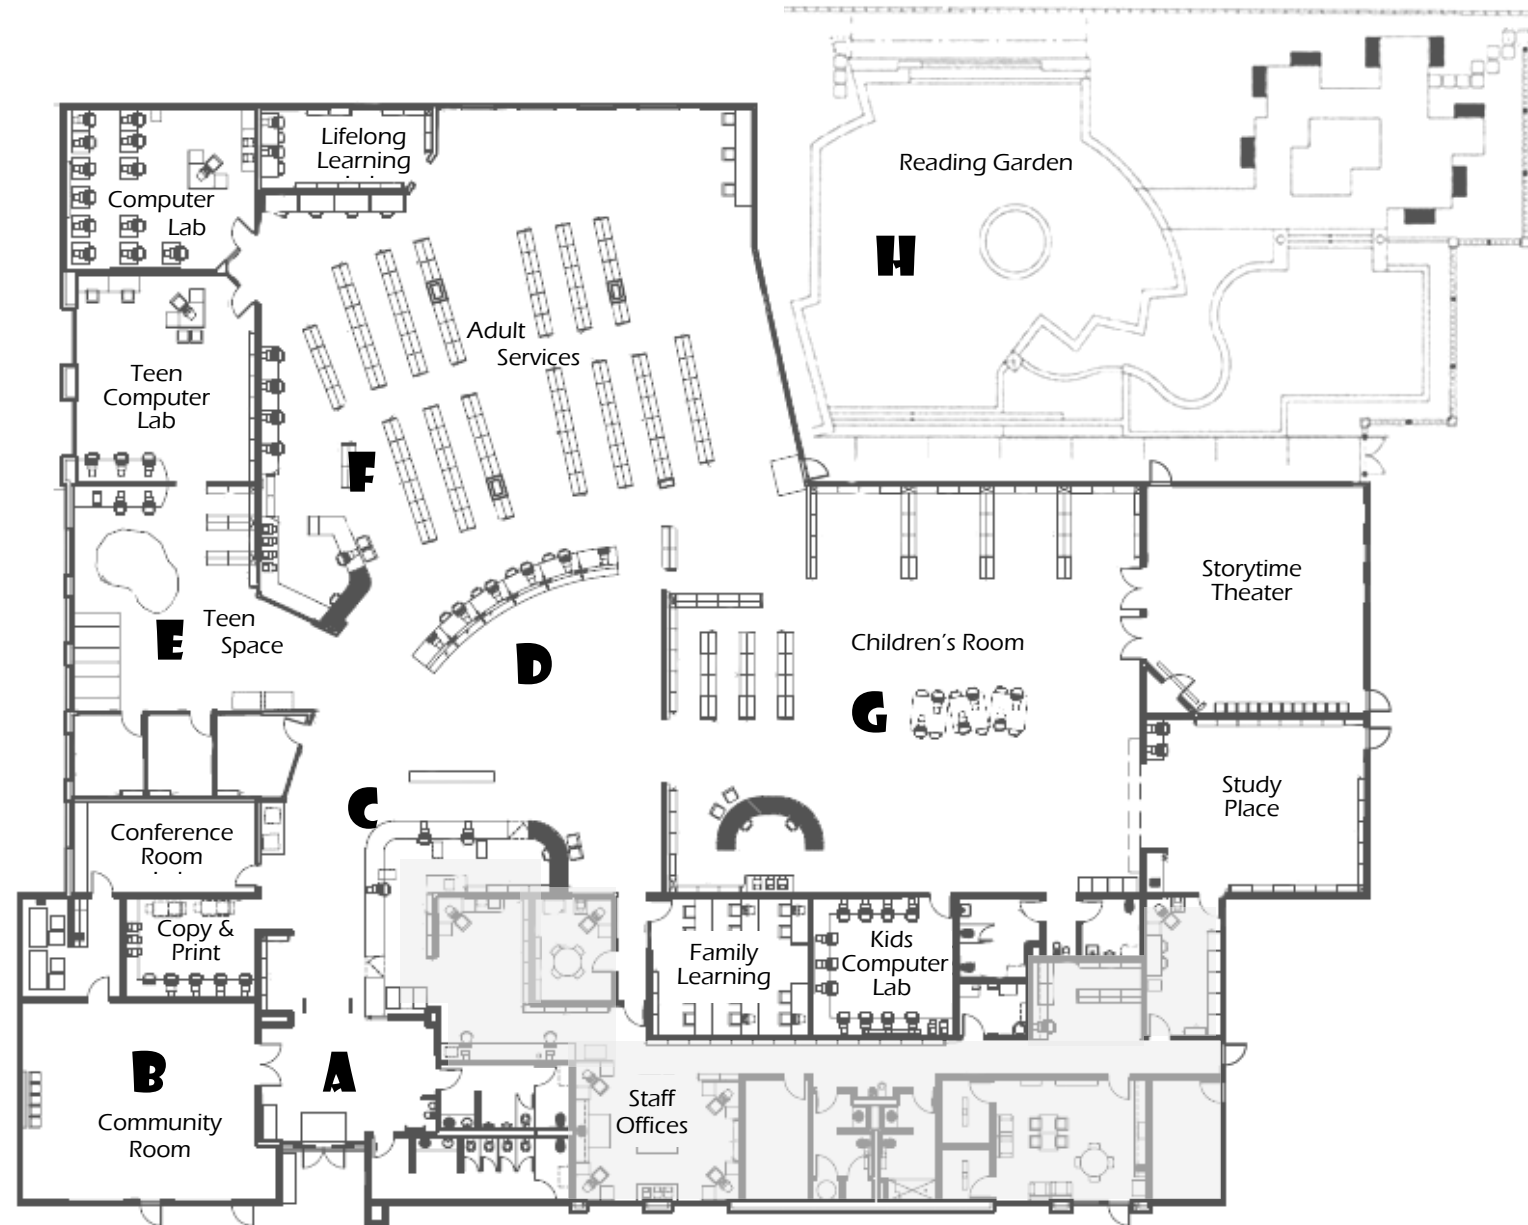 Lifelong
Learning
Computer
Lab
Reading Garden
H
Adult
Services
Teen
Computer
Lab
F
Storytime
Theater
E
Teen
Space
D
Children's Room
G
Study
Place
C
Conference
Room
Copy &
Print
Family
Learning
Kids
Computer
Lab
B
A
Community
Room
Staff
Offices